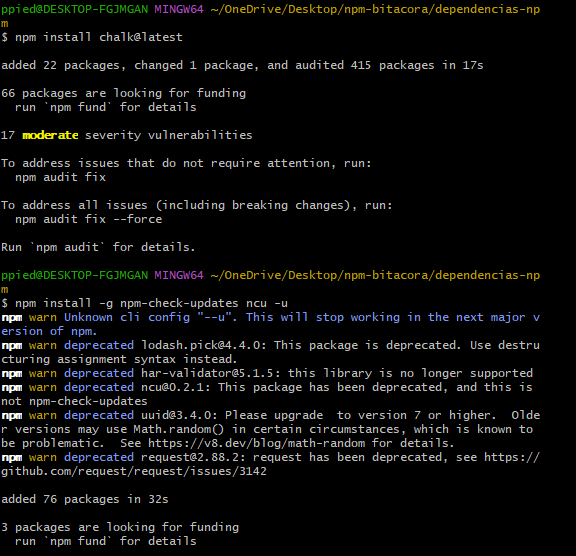 ppied@DESKTOP-FGJMGAN MINGW64 ~/OneDrive/Desktop/npm-bitacora/dependencias-np
m
$ npm install chalk@latest
added 22 packages, changed 1 package, and audited 415 packages in 17s
66 packages are looking for funding
  run `npm fund` for details
17 moderate severity vulnerabilities
To address issues that do not require attention, run:
  npm audit fix
To address all issues (including breaking changes), run:
  npm audit fix --force
Run `npm audit` for details.
ppied@DESKTOP-FGJMGAN MINGW64 ~/OneDrive/Desktop/npm-bitacora/dependencias-np
m
$ npm install -g npm-check-updates ncu -u
npm warn Unknown cli config "--u". This will stop working in the next major v
ersion of npm.
npm warn deprecated lodash.pick@4.4.0: This package is deprecated. Use destru
cturing assignment syntax instead.
npm warn deprecated har-validator@5.1.5: this library is no longer supported
npm warn deprecated ncu@0.2.1: This package has been deprecated, and this is
not npm-check-updates
npm warn deprecated uuid@3.4.0: Please upgrade  to version 7 or higher.  Olde
r versions may use Math.random() in certain circumstances, which is known to
be problematic.  See https://v8.dev/blog/math-random for details.
npm warn deprecated request@2.88.2: request has been deprecated, see https://
github.com/request/request/issues/3142
added 76 packages in 32s
3 packages are looking for funding
  run `npm fund` for details